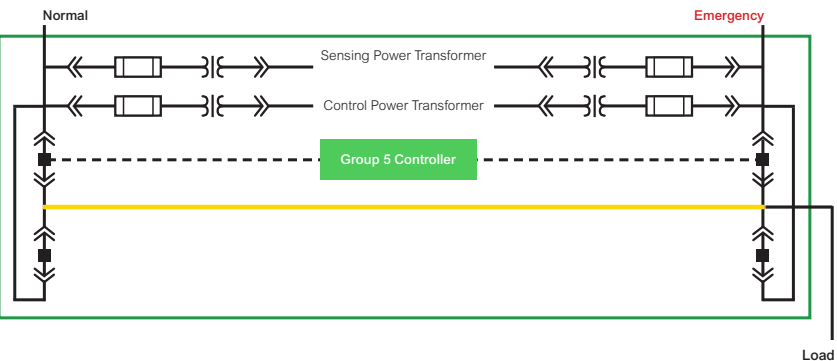 Normal
Emergency
Sensing Power Transformer
Control Power Transformer
Group 5 Controller
Load